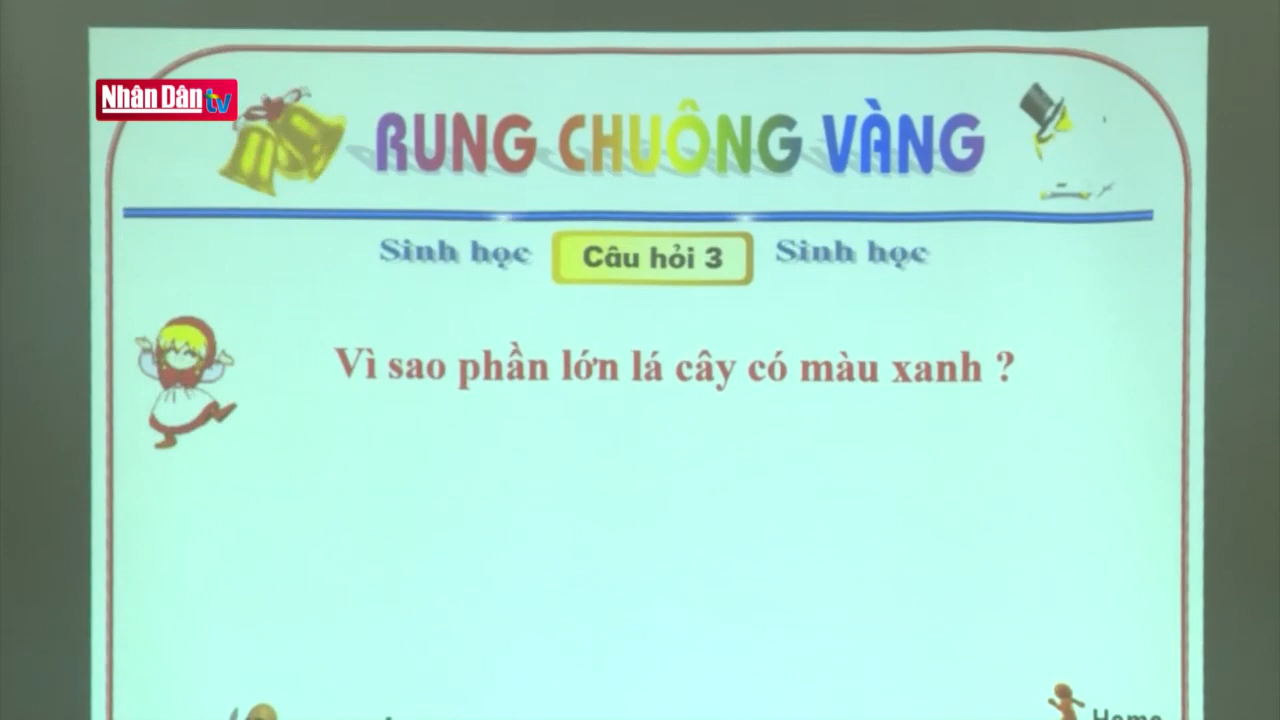 Nhân Dân tv
RUNG CHUÔNG VÀNG
Sinh học Câu hỏi 3 Sinh học
Vì sao phần lớn lá cây có màu xanh ?
Home